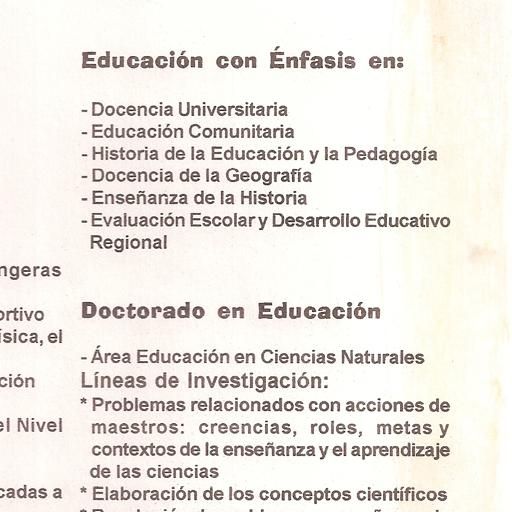 Educación con Énfasis en:
- Docencia Universitaria
- Educación Comunitaria
- Historia de la Educación y la Pedagogía
- Docencia de la Geografía
- Enseñanza de la Historia
- Evaluación Escolar y Desarrollo Educativo
Regional
ngeras
ortivo
ísica, el
ción
el Nivel
cadas a
Doctorado en Educación
- Área Educación en Ciencias Naturales
Líneas de Investigación:
* Problemas relacionados con acciones de
maestros: creencias, roles, metas y
contextos de la enseñanza y el aprendizaje
de las ciencias
* Elaboración de los conceptos científicos